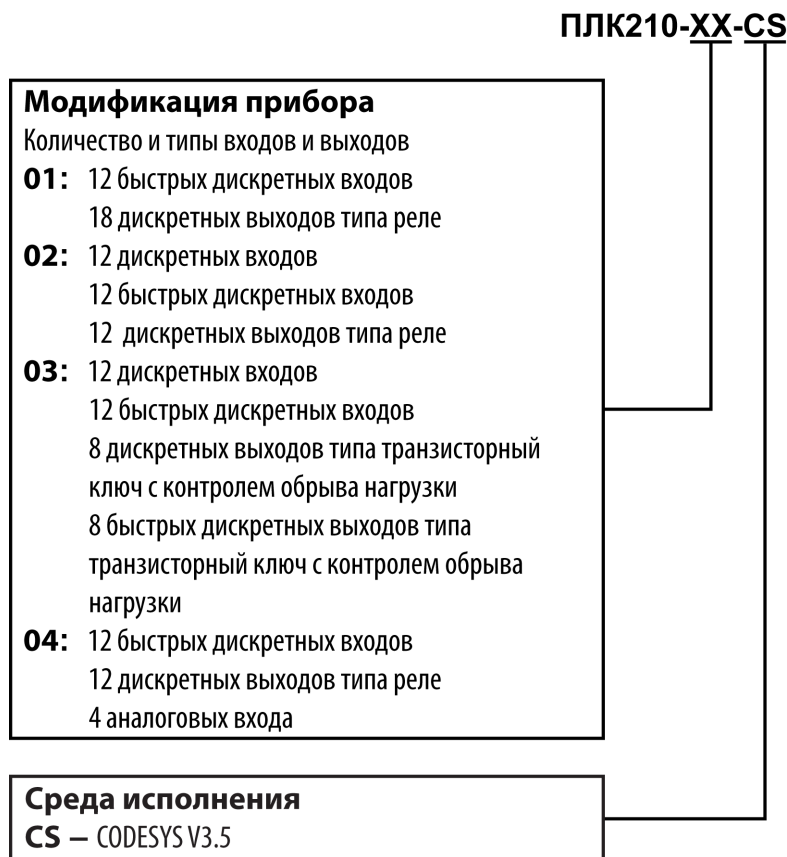 ПЛК210-XX-CS
Модификация прибора
Количество и типы входов и выходов
01: 12 быстрых дискретных входов
18 дискретных выходов типа реле
02: 12 дискретных входов
12 быстрых дискретных входов
12 дискретных выходов типа реле
03: 12 дискретных входов
12 быстрых дискретных входов
8 дискретных выходов типа транзисторный
ключ с контролем обрыва нагрузки
8 быстрых дискретных выходов типа
транзисторный ключ с контролем обрыва
нагрузки
04: 12 быстрых дискретных входов
12 дискретных выходов типа реле
4 аналоговых входа
Среда исполнения
CS – CODESYS V3.5